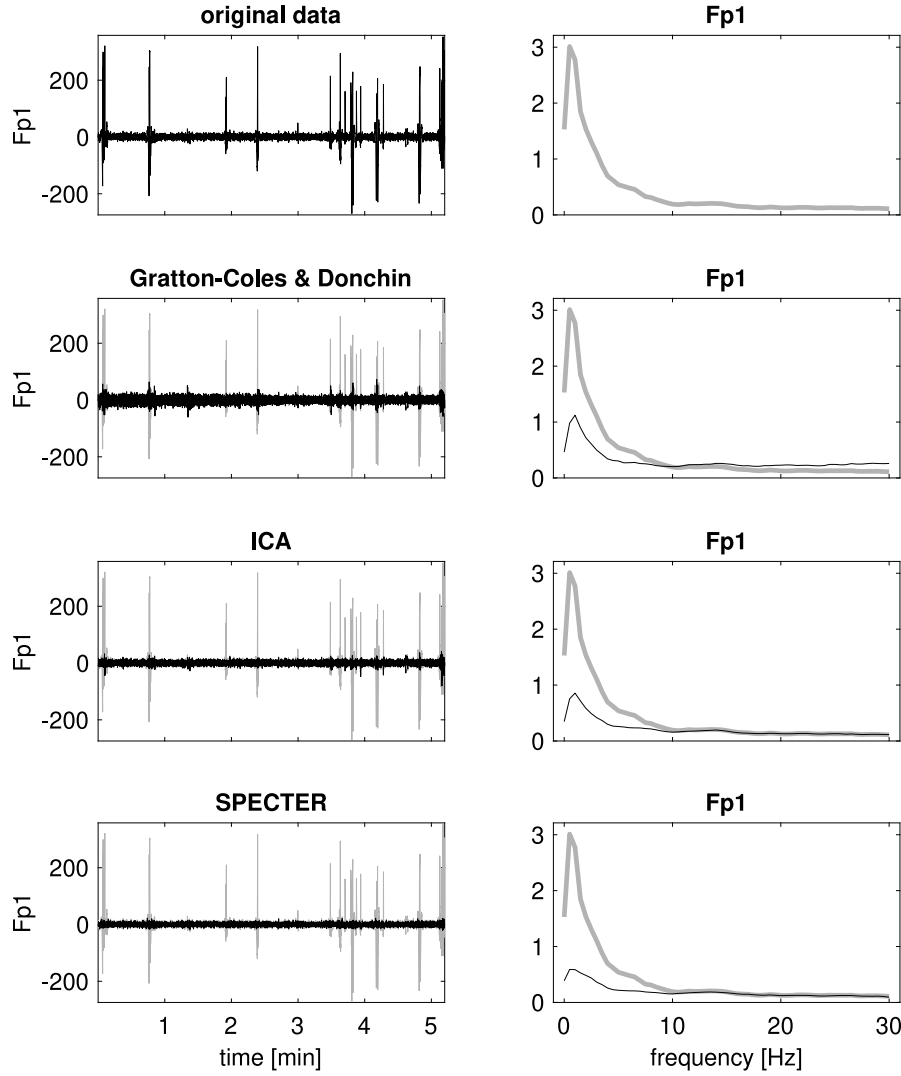 original data
Fp1
200
0
-200
Fp1
3
2
1
0
Gratton-Coles & Donchin
Fp1
200
0
-200
Fp1
3
2
1
0
ICA
Fp1
200
0
-200
Fp1
3
2
1
0
SPECTER
Fp1
200
0
-200
1 2 3 4 5
time [min]
Fp1
3
2
1
0
0 10 20 30
frequency [Hz]